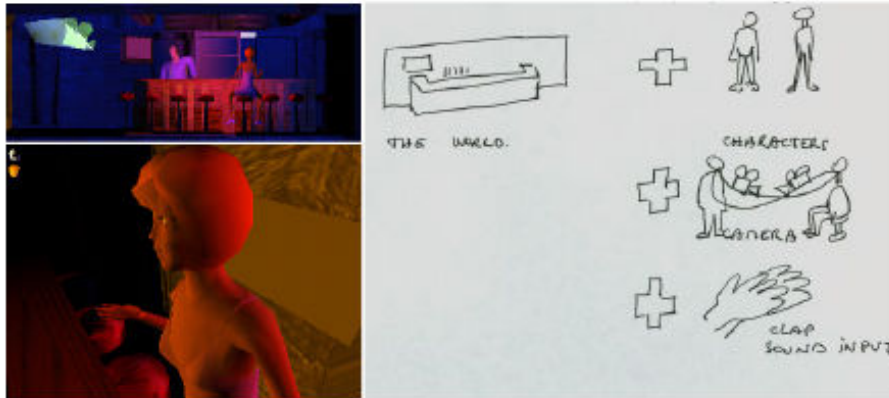 THE WORLD.
CHARACTERS
CAMERA
CLAP
SOUND INPUT